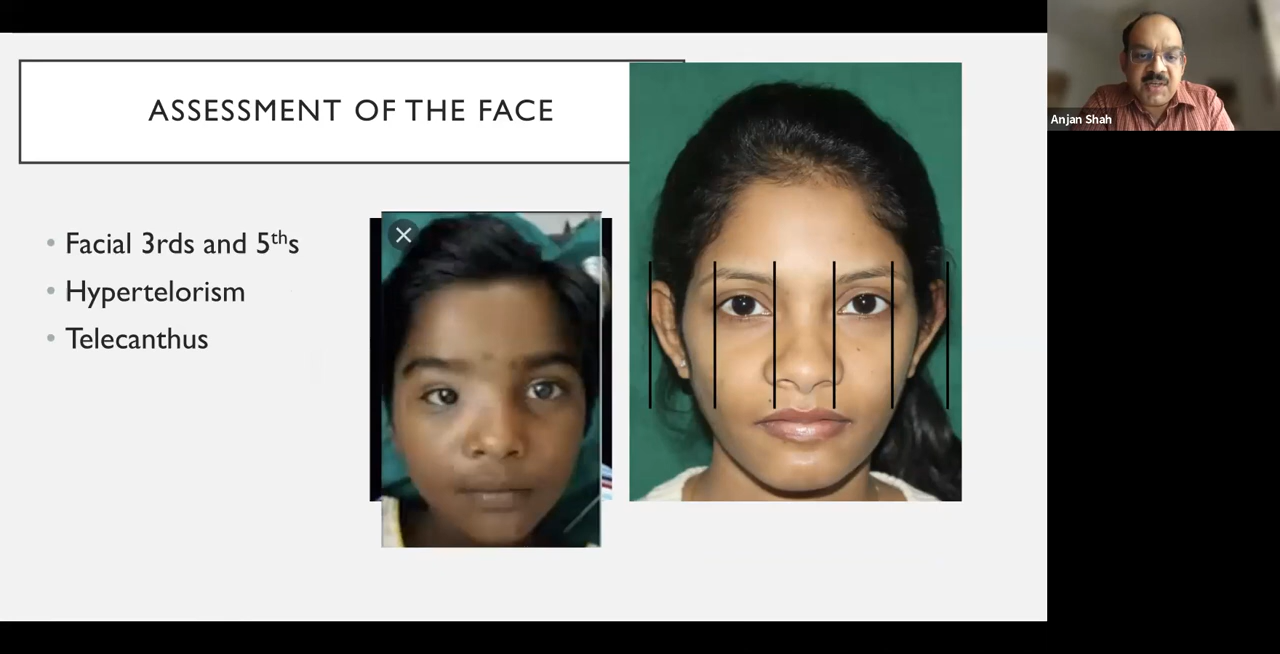 ASSESSMENT OF THE FACE
Facial 3rds and 5ths
Hypertelorism
Telecanthus
Anjan Shah